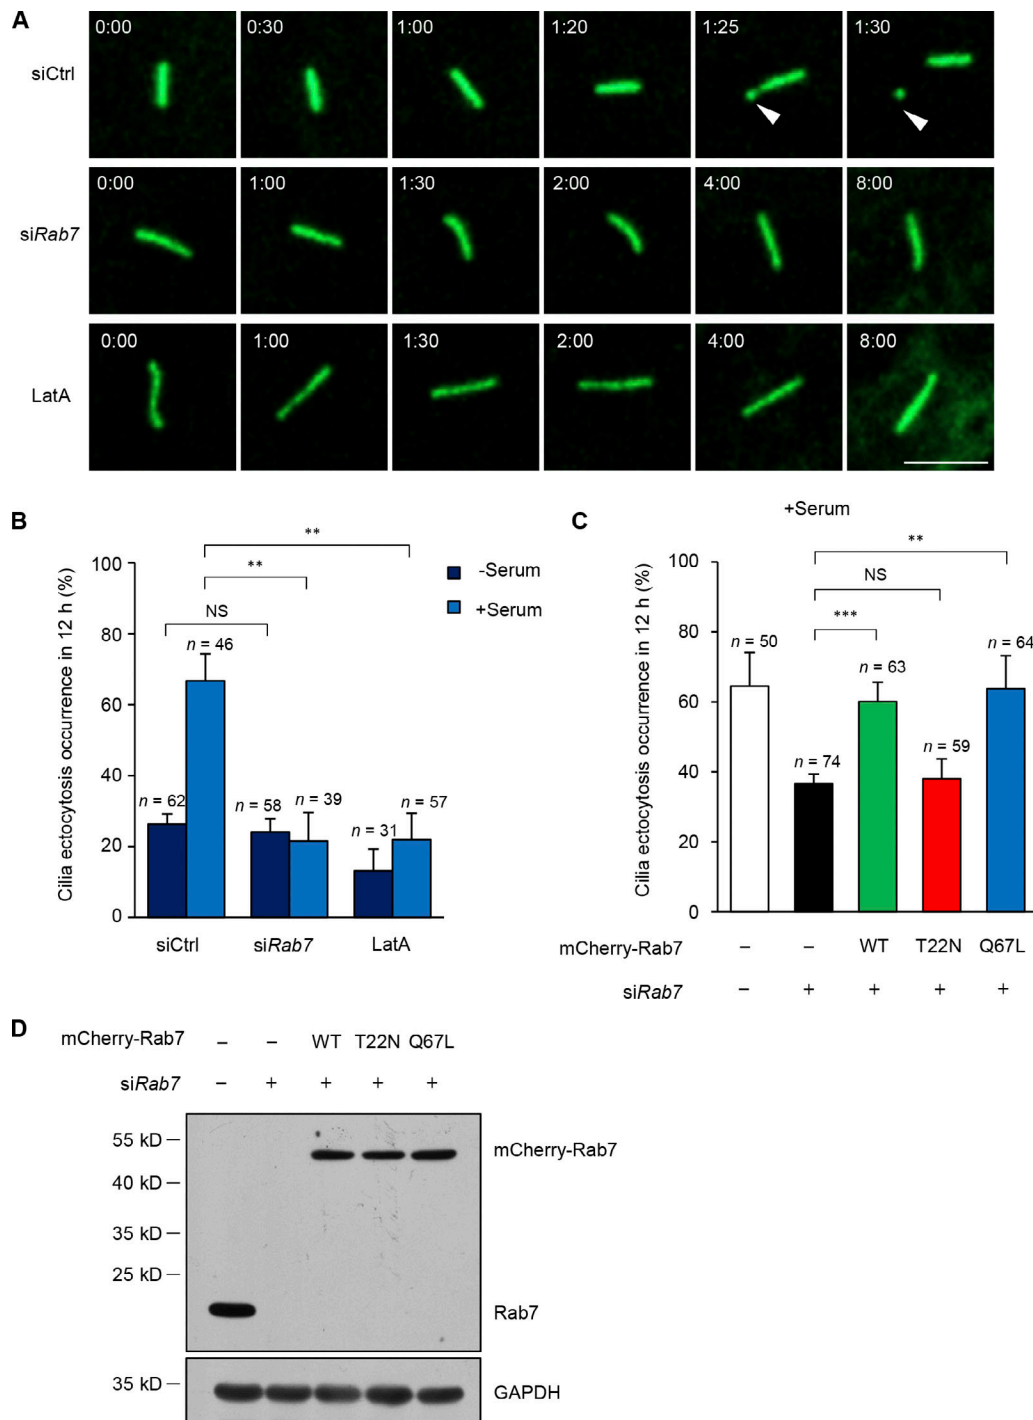 A
siCtrl
0:00 0:30 1:00 1:20 1:25 1:30
siRab7
0:00 1:00 1:30 2:00 4:00 8:00
LatA
0:00 1:00 1:30 2:00 4:00 8:00
B
Cilia ectocytosis occurrence in 12 h (%)
100
80
60
40
20
0
**
**
NS
-Serum
+Serum
n = 62
n = 46
n = 58
n = 39
n = 31
n = 57
siCtrl siRab7 LatA
C
+Serum
Cilia ectocytosis occurrence in 12 h (%)
100
80
60
40
20
0
**
NS
***
n = 50
n = 74
n = 63
n = 59
n = 64
mCherry-Rab7 – – WT T22N Q67L
siRab7 – + + + +
D
mCherry-Rab7 – – WT T22N Q67L
siRab7 – + + + +
55 kD
40 kD
35 kD
25 kD
mCherry-Rab7
Rab7
35 kD
GAPDH